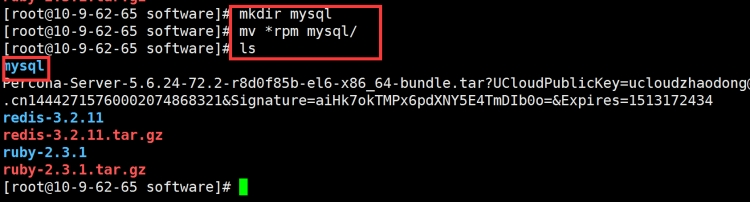 [root@10-9-62-65 software]# mkdir mysql
[root@10-9-62-65 software]# mv *rpm mysql/
[root@10-9-62-65 software]# ls
mysql
Percona-Server-5.6.24-72.2-r8d0f85b-el6-x86_64-bundle.tar?UCloudPublicKey=ucloudzhaodong@
.cn14442715760002074868321&Signature=aiHk7okTMPx6pdXNY5E4TmDIb0o=&Expires=1513172434
redis-3.2.11
redis-3.2.11.tar.gz
ruby-2.3.1
ruby-2.3.1.tar.gz
[root@10-9-62-65 software]#